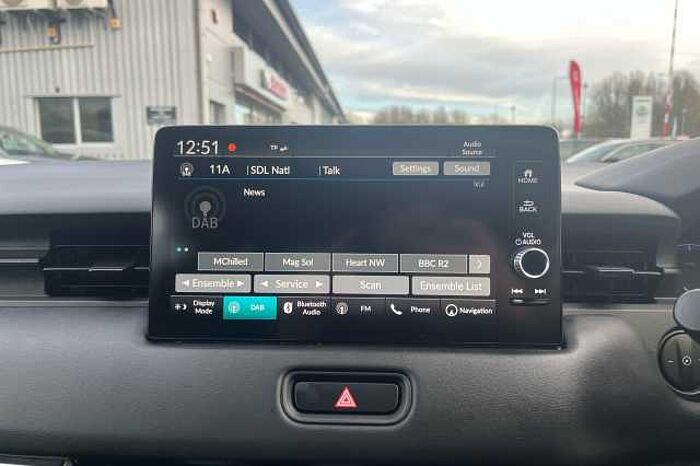 12:51 TP Audio Source
11A SDL Natl Talk Settings Sound
News
HOME
DAB
BACK
VOL
AUDIO
MChilled Mag Sol Heart NW BBC R2
Ensemble Service Scan Ensemble List
Display Mode DAB Bluetooth Audio FM Phone Navigation